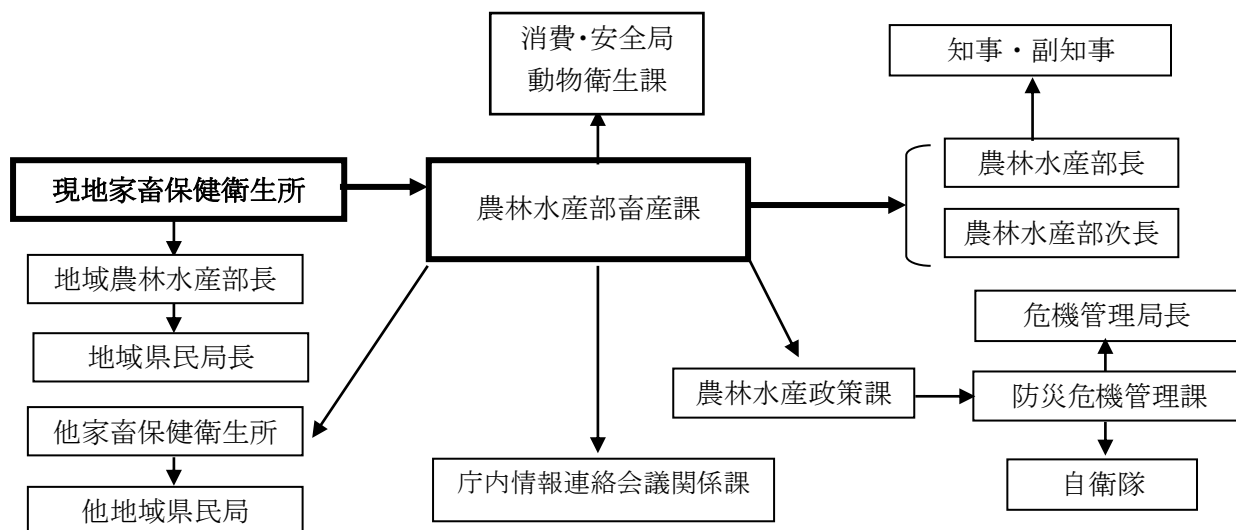 消費・安全局
動物衛生課
知事・副知事
農林水産部長
現地家畜保健衛生所
農林水産部畜産課
農林水産部次長
地域農林水産部長
危機管理局長
地域県民局長
農林水産政策課
防災危機管理課
他家畜保健衛生所
庁内情報連絡会議関係課
自衛隊
他地域県民局